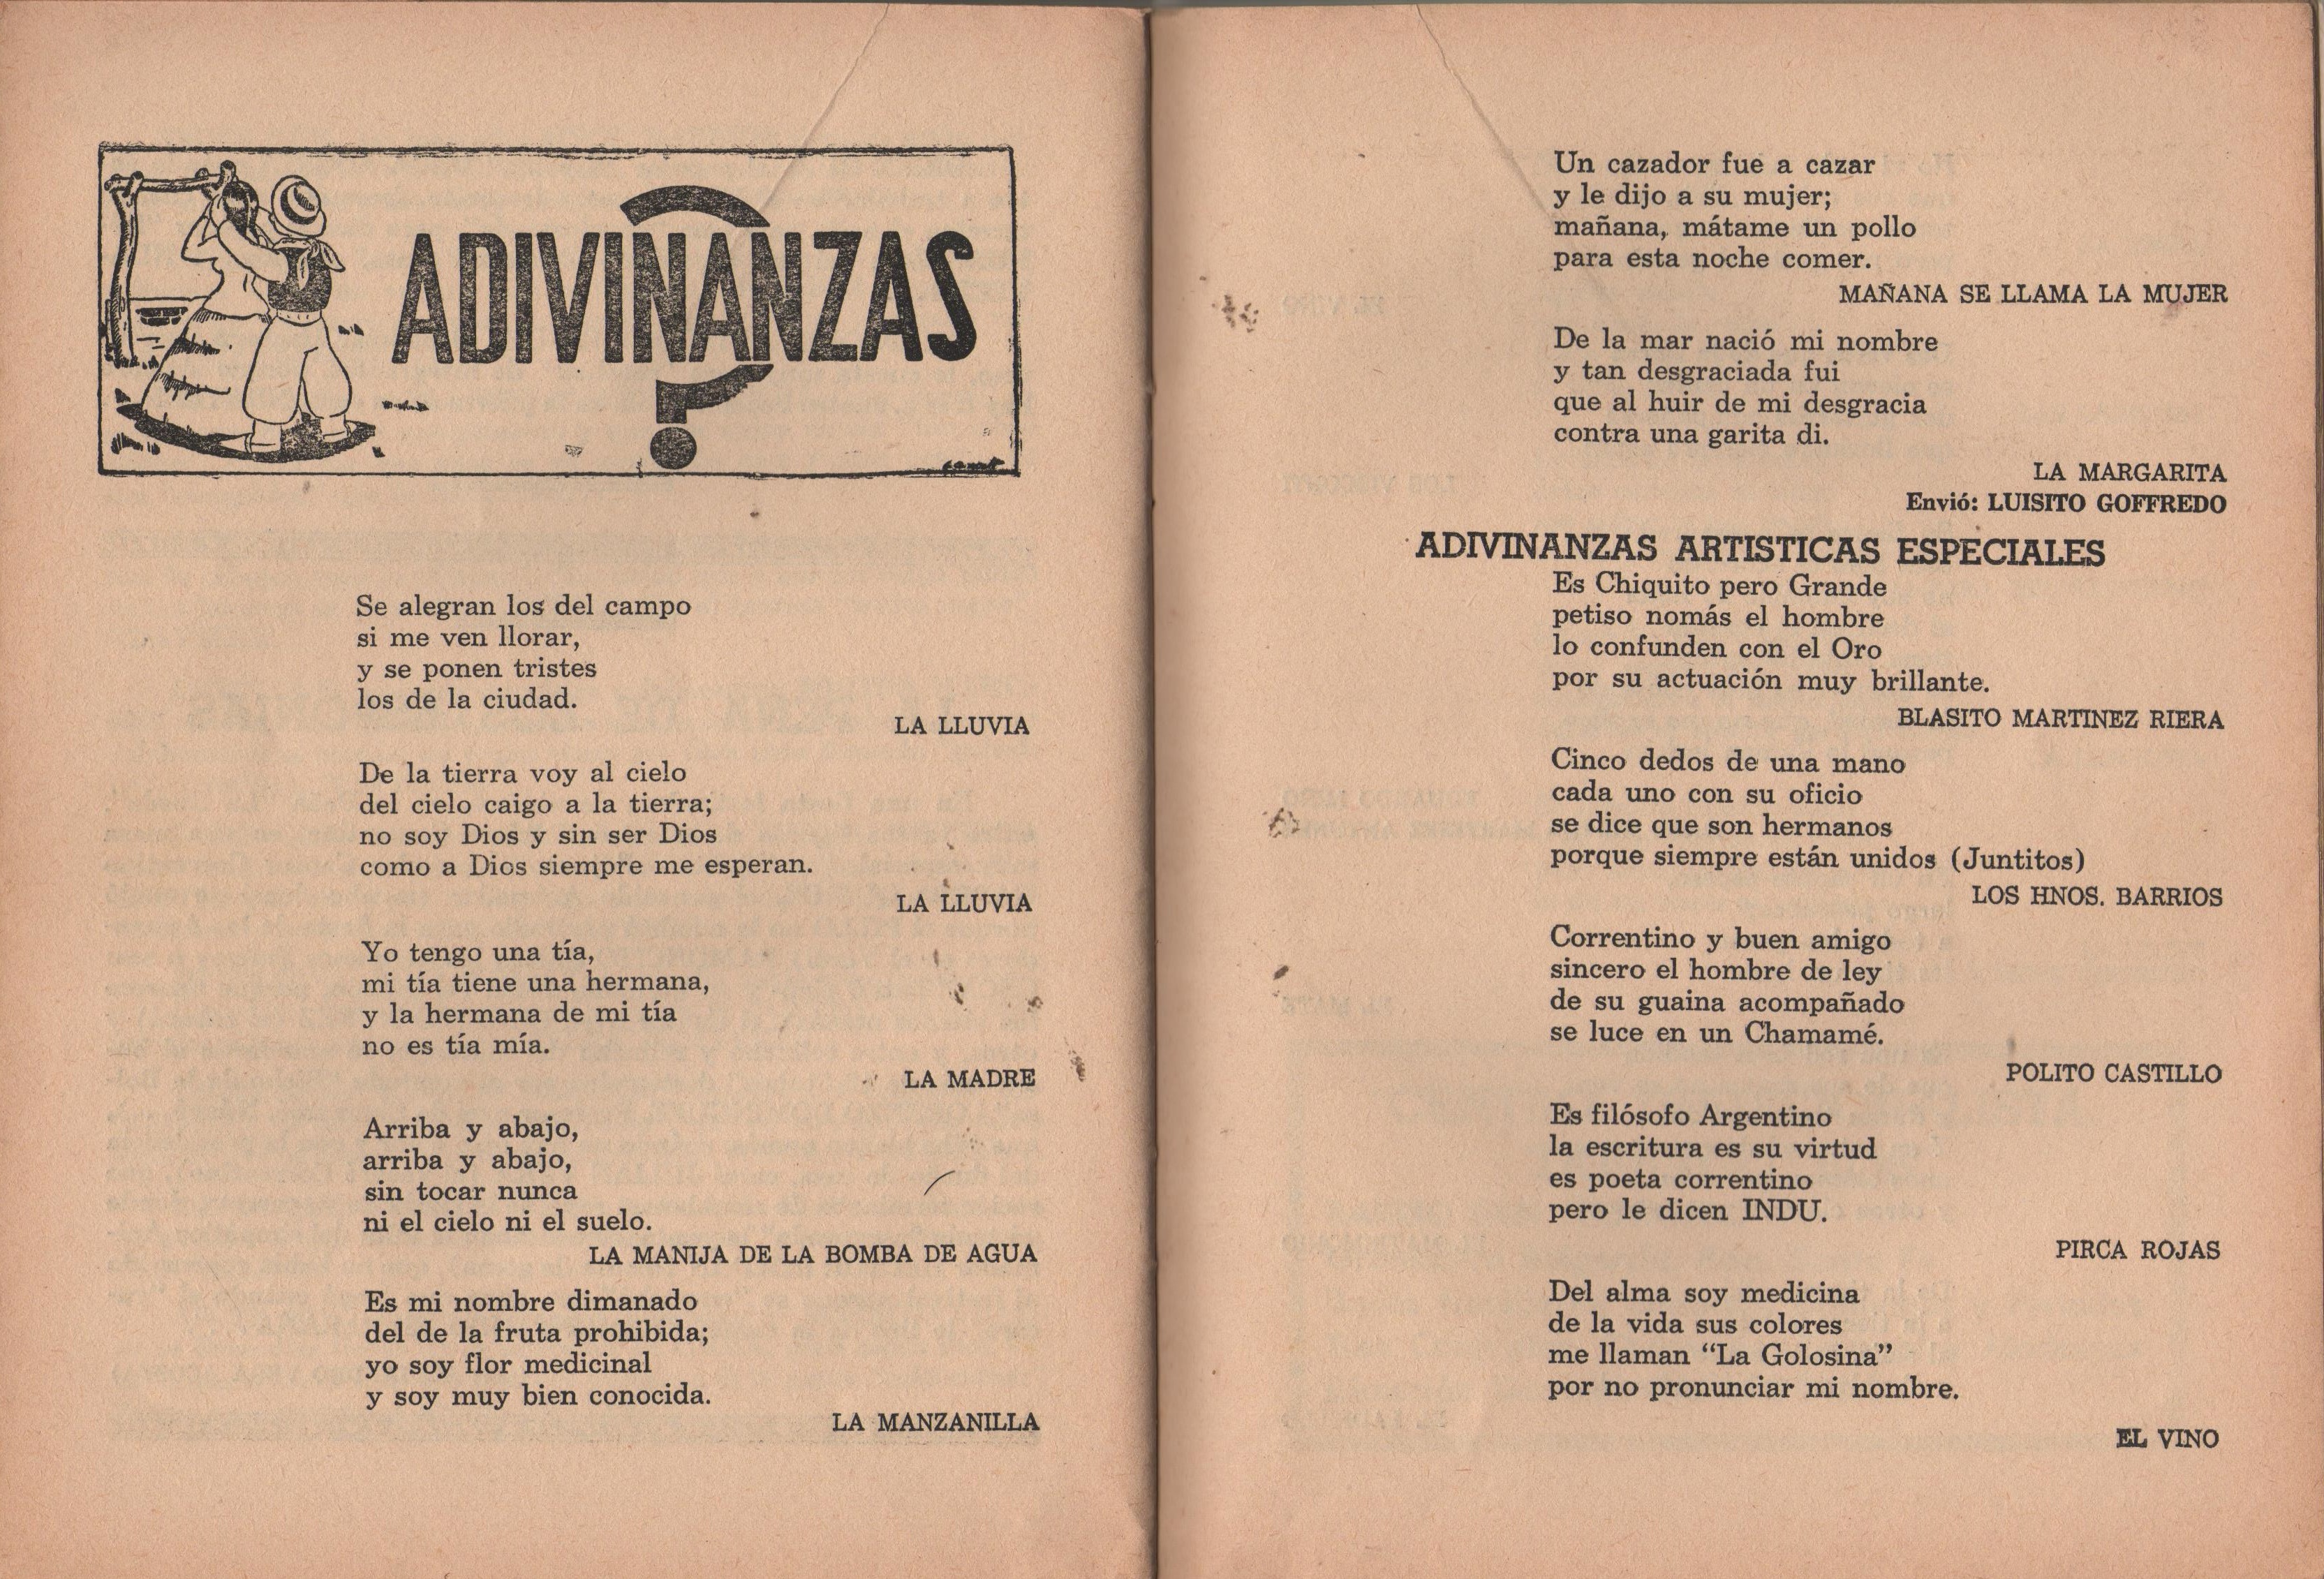 ADIVINANZAS
?
Se alegran los del campo
si me ven llorar,
y se ponen tristes
los de la ciudad.
LA LLUVIA
De la tierra voy al cielo
del cielo caigo a la tierra;
no soy Dios y sin ser Dios
como a Dios siempre me esperan.
LA LLUVIA
Yo tengo una tía,
mi tía tiene una hermana,
y la hermana de mi tía
no es tía mía.
LA MADRE
Arriba y abajo,
arriba y abajo,
sin tocar nunca
ni el cielo ni el suelo.
LA MANIJA DE LA BOMBA DE AGUA
Es mi nombre dimanado
del de la fruta prohibida;
yo soy flor medicinal
y soy muy bien conocida.
LA MANZANILLA
Un cazador fue a cazar
y le dijo a su mujer;
mañana, mátame un pollo
para esta noche comer.
MAÑANA SE LLAMA LA MUJER
De la mar nació mi nombre
y tan desgraciada fui
que al huir de mi desgracia
contra una garita di.
LA MARGARITA
Envió: LUISITO GOFFREDO
ADIVINANZAS ARTISTICAS ESPECIALES
Es Chiquito pero Grande
petiso nomás el hombre
lo confunden con el Oro
por su actuación muy brillante.
BLASITO MARTINEZ RIERA
Cinco dedos de una mano
cada uno con su oficio
se dice que son hermanos
porque siempre están unidos (Juntitos)
LOS HNOS. BARRIOS
Correntino y buen amigo
sincero el hombre de ley
de su guaina acompañado
se luce en un Chamamé.
POLITO CASTILLO
Es filósofo Argentino
la escritura es su virtud
es poeta correntino
pero le dicen INDU.
PIRCA ROJAS
Del alma soy medicina
de la vida sus colores
me llaman “La Golosina”
por no pronunciar mi nombre.
EL VINO